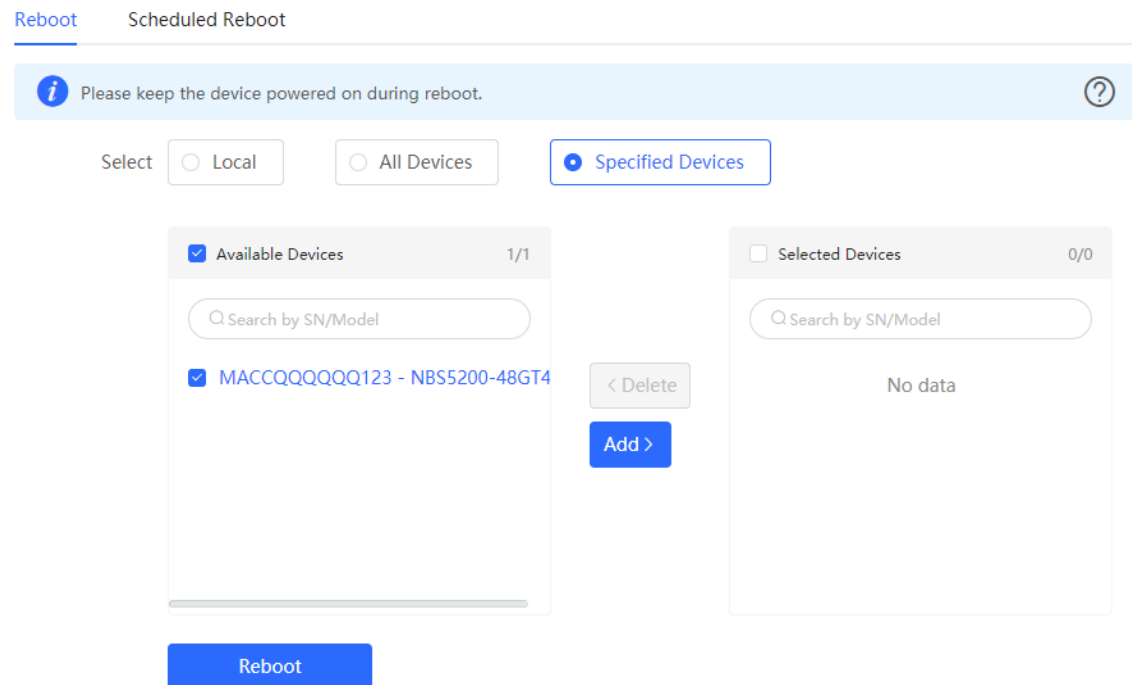 Reboot Scheduled Reboot
Please keep the device powered on during reboot.
Select Local All Devices Specified Devices
Available Devices 1/1
Search by SN/Model
MACCQQQQQQ123 - NBS5200-48GT4
< Delete
Add >
Selected Devices 0/0
Search by SN/Model
No data
Reboot